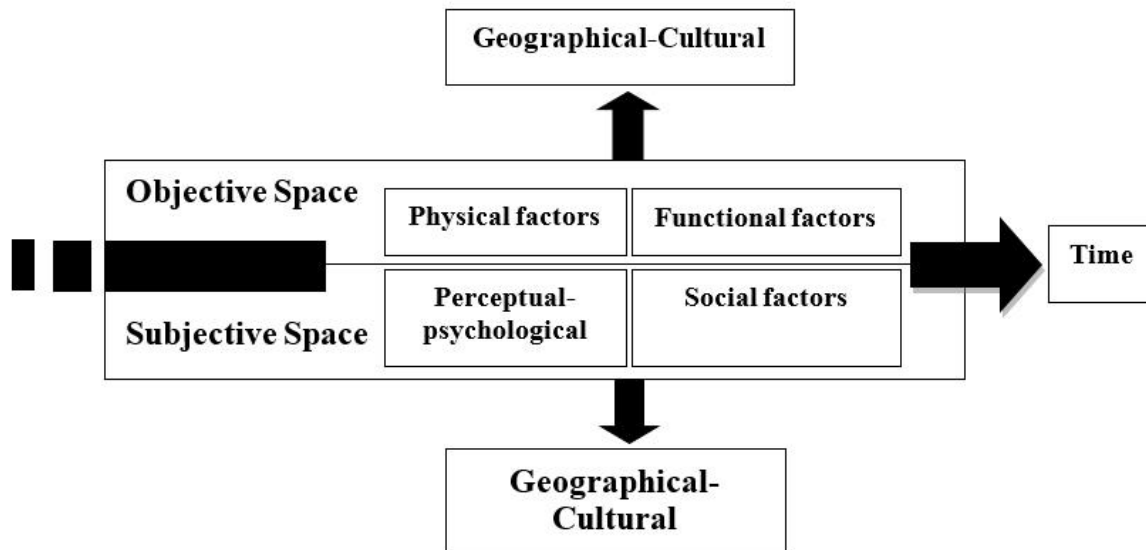 Geographical-Cultural
Objective Space
Physical factors
Functional factors
Time
Perceptual-
psychological
Social factors
Subjective Space
Geographical-
Cultural